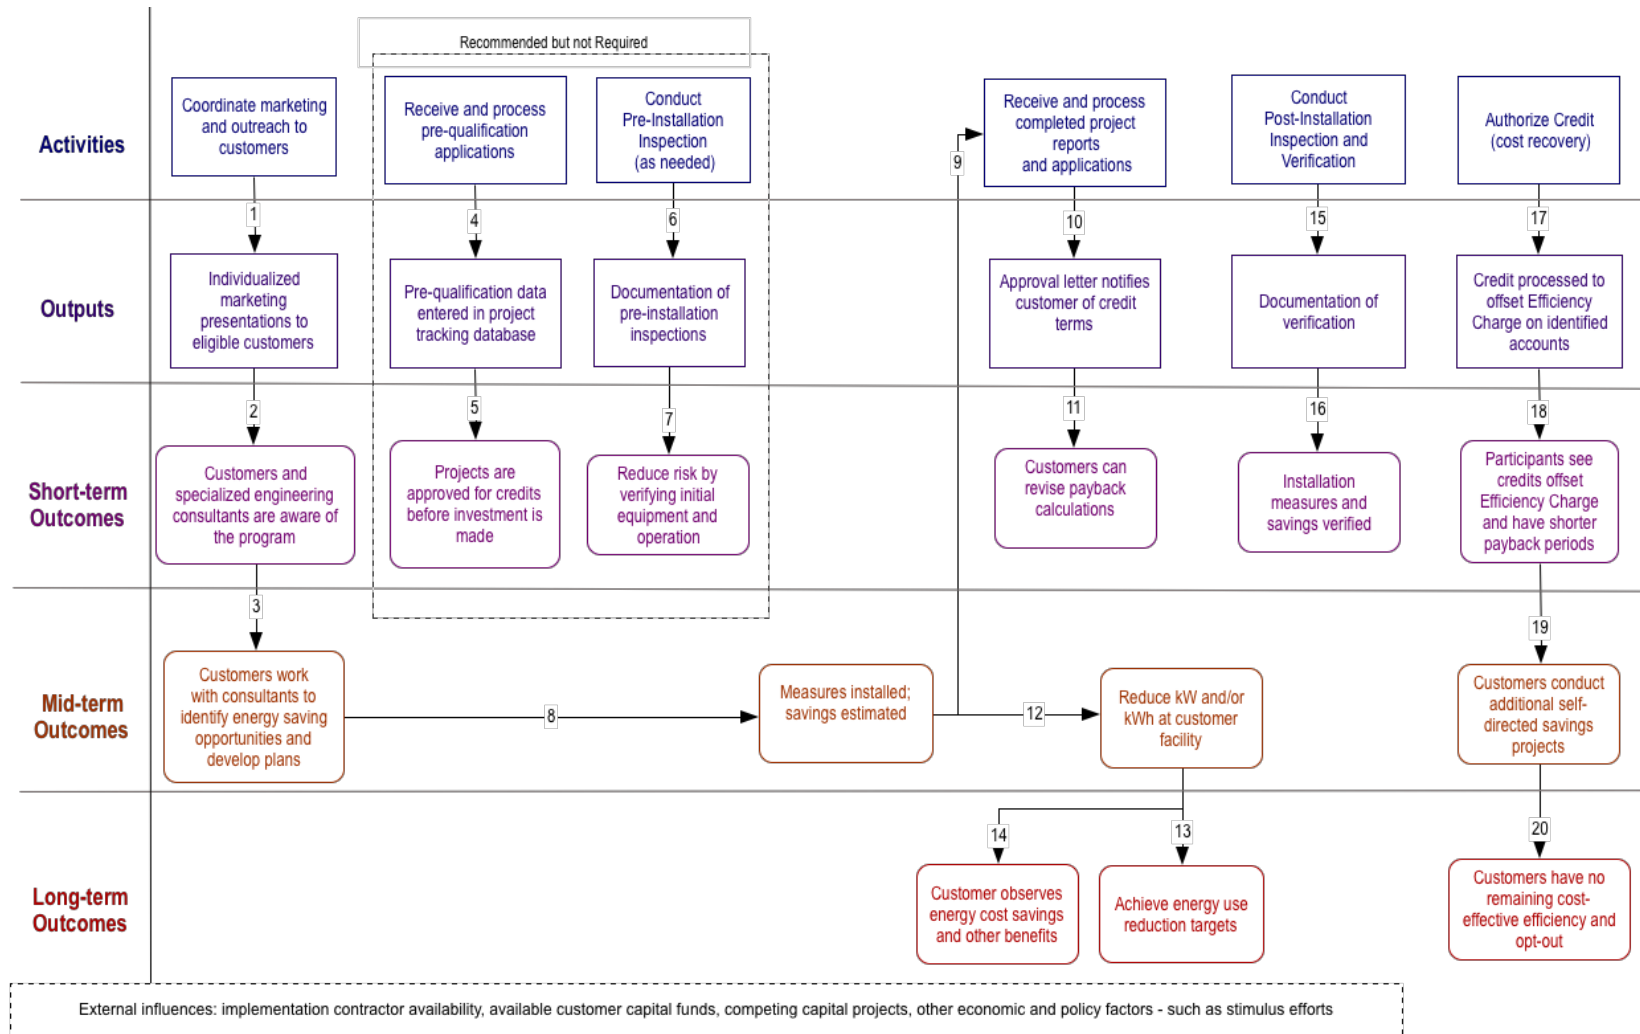 Recommended but not Required
Activities
Coordinate marketing
and outreach to
customers
Receive and process
pre-qualification
applications
Conduct
Pre-Installation
Inspection
(as needed)
Receive and process
completed project
reports
and applications
Conduct
Post-Installation
Inspection and
Verification
Authorize Credit
(cost recovery)
9
1
4
6
10
15
17
Outputs
Individualized
marketing
presentations to
eligible customers
Pre-qualification data
entered in project
tracking database
Documentation of
pre-installation
inspections
Approval letter notifies
customer of credit
terms
Documentation of
verification
Credit processed to
offset Efficiency
Charge on identified
accounts
2
5
7
11
16
18
Short-term
Outcomes
Customers and
specialized engineering
consultants are aware of
the program
Projects are
approved for credits
before investment is
made
Reduce risk by
verifying initial
equipment and
operation
Customers can
revise payback
calculations
Installation
measures and
savings verified
Participants see
credits offset
Efficiency Charge
and have shorter
payback periods
3
19
Mid-term
Outcomes
Customers work
with consultants to
identify energy saving
opportunities and
develop plans
8
Measures installed;
savings estimated
12
Reduce kW and/or
kWh at customer
facility
Customers conduct
additional self-
directed savings
projects
14
13
20
Long-term
Outcomes
Customer observes
energy cost savings
and other benefits
Achieve energy use
reduction targets
Customers have no
remaining cost-
effective efficiency and
opt-out
External influences: implementation contractor availability, available customer capital funds, competing capital projects, other economic and policy factors - such as stimulus efforts